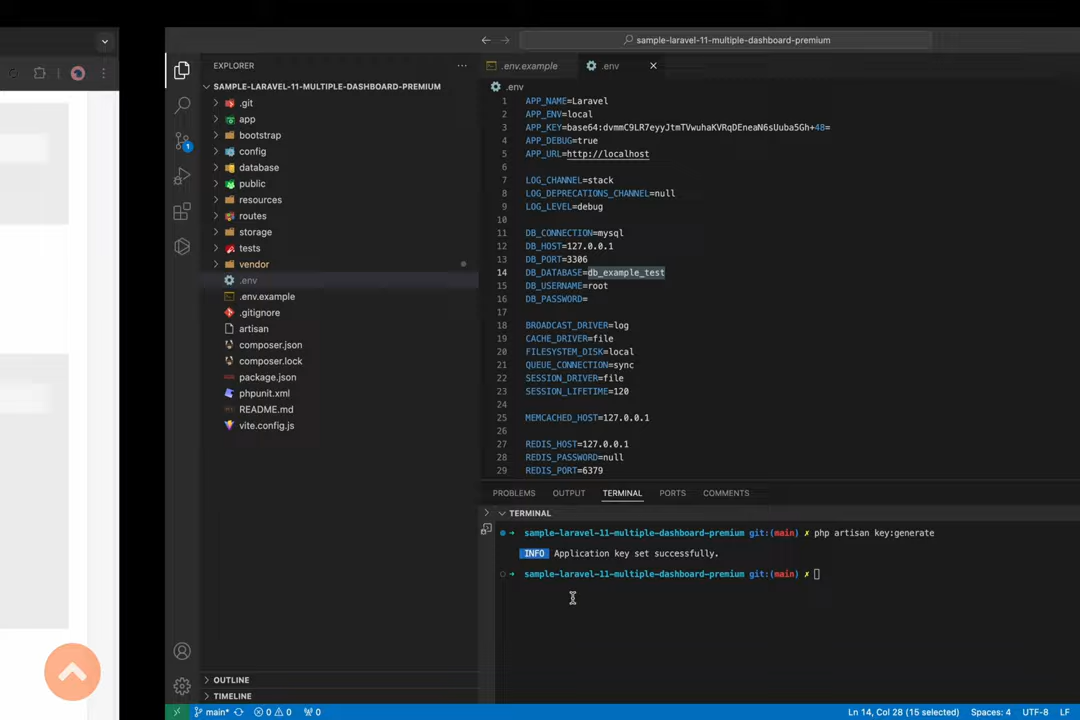 sample-laravel-11-multiple-dashboard-premium
EXPLORER
SAMPLE-LARAVEL-11-MULTIPLE-DASHBOARD-PREMIUM
.git
app
bootstrap
config
database
public
resources
routes
storage
tests
vendor
.env
.env.example
.gitignore
artisan
composer.json
composer.lock
package.json
phpunit.xml
README.md
vite.config.js
OUTLINE
TIMELINE
1
.env.example
.env
.env
1 APP_NAME=Laravel
2 APP_ENV=local
3 APP_KEY=base64:dvmmC9LR7eyyJtmTVwuhaKVRqDEneaN6sUuba5Gh+48=
4 APP_DEBUG=true
5 APP_URL=http://localhost
6
7 LOG_CHANNEL=stack
8 LOG_DEPRECATIONS_CHANNEL=null
9 LOG_LEVEL=debug
10
11 DB_CONNECTION=mysql
12 DB_HOST=127.0.0.1
13 DB_PORT=3306
14 DB_DATABASE=db_example_test
15 DB_USERNAME=root
16 DB_PASSWORD=
17
18 BROADCAST_DRIVER=log
19 CACHE_DRIVER=file
20 FILESYSTEM_DISK=local
21 QUEUE_CONNECTION=sync
22 SESSION_DRIVER=file
23 SESSION_LIFETIME=120
24
25 MEMCACHED_HOST=127.0.0.1
26
27 REDIS_HOST=127.0.0.1
28 REDIS_PASSWORD=null
29 REDIS_PORT=6379
PROBLEMS OUTPUT TERMINAL PORTS COMMENTS
TERMINAL
sample-laravel-11-multiple-dashboard-premium git:(main) ✗ php artisan key:generate
INFO Application key set successfully.
sample-laravel-11-multiple-dashboard-premium git:(main) ✗
main* 0 0 0 Ln 14, Col 28 (15 selected) Spaces: 4 UTF-8 LF